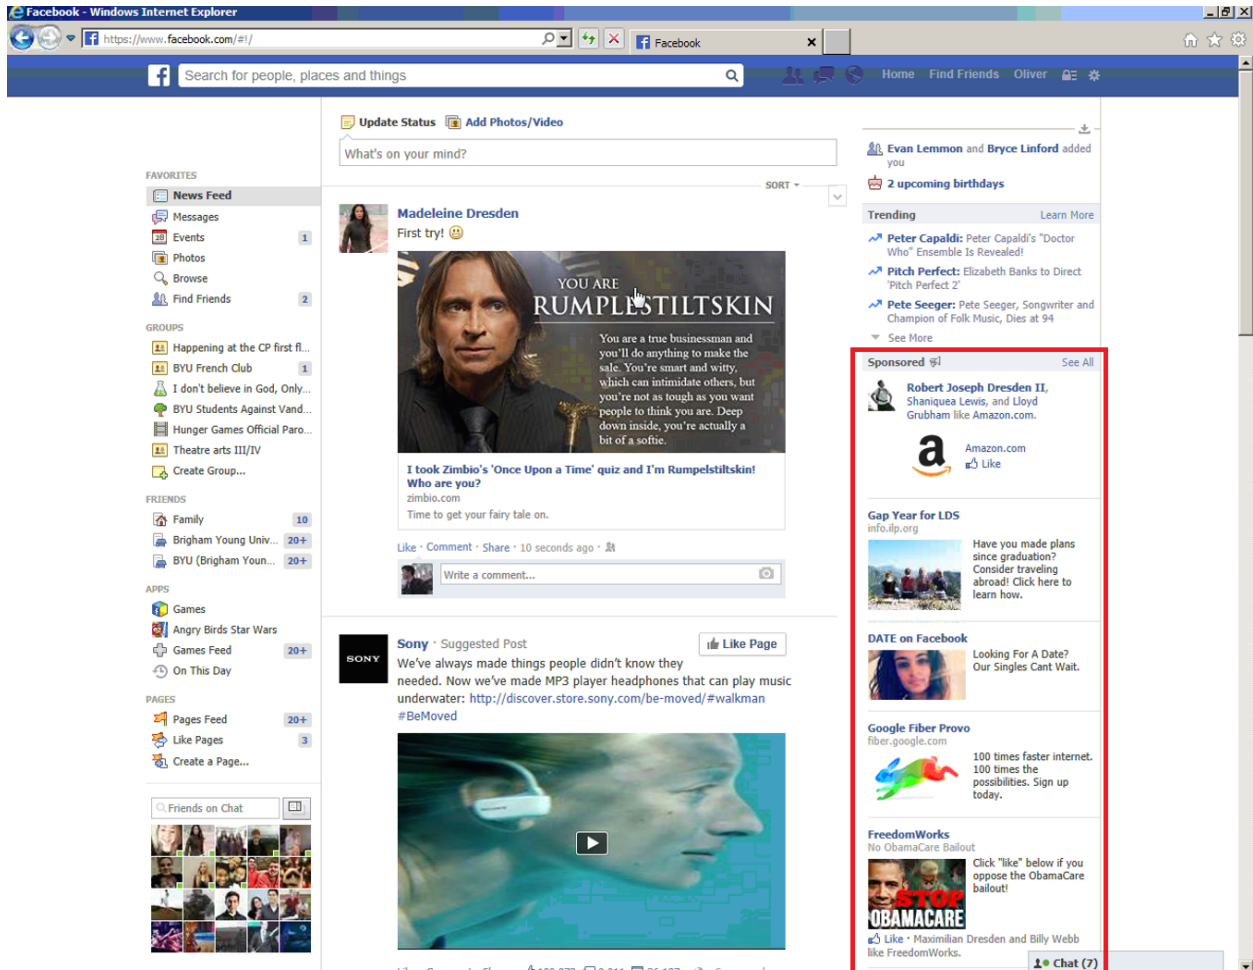 Facebook - Windows Internet Explorer
https://www.facebook.com/#!/
Facebook
Search for people, places and things
Home Find Friends Oliver
FAVORITES
News Feed
Messages
Events 1
Photos
Browse
Find Friends 2
GROUPS
Happening at the CP first fl...
BYU French Club 1
I don't believe in God, Only...
BYU Students Against Vand...
Hunger Games Official Paro...
Theatre arts III/IV
Create Group...
FRIENDS
Family 10
Brigham Young Univ... 20+
BYU (Brigham Youn... 20+
APPS
Games
Angry Birds Star Wars
Games Feed 20+
On This Day
PAGES
Pages Feed 20+
Like Pages 3
Create a Page...
Friends on Chat
Update Status Add Photos/Video
What's on your mind?
SORT
Madeleine Dresden
First try!
YOU ARE
RUMPLESTILTSKIN
You are a true businessman and
you'll do anything to make the
sale. You're smart and witty,
which can intimidate others, but
you're not as tough as you want
people to think you are. Deep
down inside, you're actually a
bit of a softie.
I took Zimbio's 'Once Upon a Time' quiz and I'm Rumpelstiltskin!
Who are you?
zimbio.com
Time to get your fairy tale on.
Like · Comment · Share · 10 seconds ago ·
Write a comment...
SONY
Sony · Suggested Post
Like Page
We've always made things people didn't know they
needed. Now we've made MP3 player headphones that can play music
underwater: http://discover.store.sony.com/be-moved/#walkman
#BeMoved
Evan Lemmon and Bryce Linford added
you
2 upcoming birthdays
Trending Learn More
Peter Capaldi: Peter Capaldi's "Doctor
Who" Ensemble Is Revealed!
Pitch Perfect: Elizabeth Banks to Direct
'Pitch Perfect 2'
Pete Seeger: Pete Seeger, Songwriter and
Champion of Folk Music, Dies at 94
See More
Sponsored See All
Robert Joseph Dresden II,
Shaniquea Lewis, and Lloyd
Grubham like Amazon.com.
a
Amazon.com
Like
Gap Year for LDS
info.ilp.org
Have you made plans
since graduation?
Consider traveling
abroad! Click here to
learn how.
DATE on Facebook
Looking For A Date?
Our Singles Cant Wait.
Google Fiber Provo
fiber.google.com
100 times faster internet.
100 times the
possibilities. Sign up
today.
FreedomWorks
No ObamaCare Bailout
STOP
OBAMACARE
Click "like" below if you
oppose the ObamaCare
bailout!
Like · Maximilian Dresden and Billy Webb
like FreedomWorks.
Chat (7)